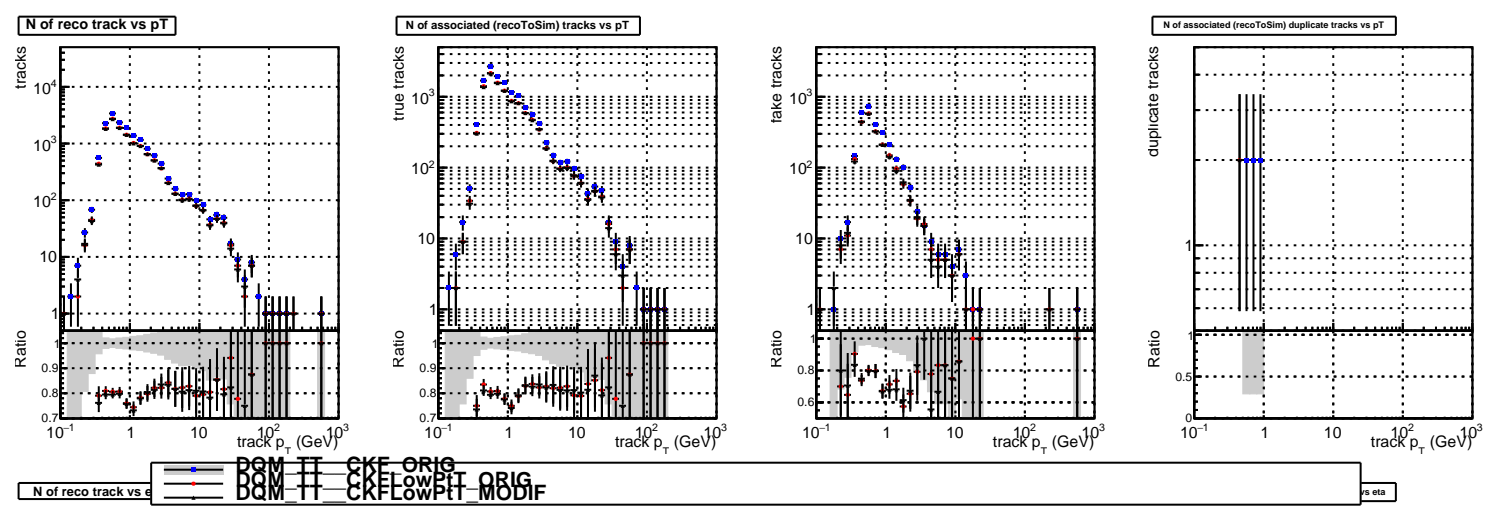 N of reco track vs pT
N of associated (recoToSim) tracks vs pT
N of associated (recoToSim) duplicate tracks vs pT
tracks
10^4
10^3
10^2
10
1
Ratio
1
0.9
0.8
0.7
10^-1 1 10 10^2 10^3
track p_T (GeV)
true tracks
10^3
10^2
10
1
Ratio
1
0.9
0.8
0.7
10^-1 1 10 10^2 10^3
track p_T (GeV)
fake tracks
10^3
10^2
10
1
Ratio
1
0.8
0.6
10^-1 1 10 10^2 10^3
track p_T (GeV)
duplicate tracks
1
Ratio
1
0.5
0
10^-1 1 10 10^2 10^3
track p_T (GeV)
DQM_TT__CKF_ORIG
DQM_TT__CKFLowPtT_ORIG
DQM_TT__CKFLowPtT_MODIF
N of reco track vs e
vs eta